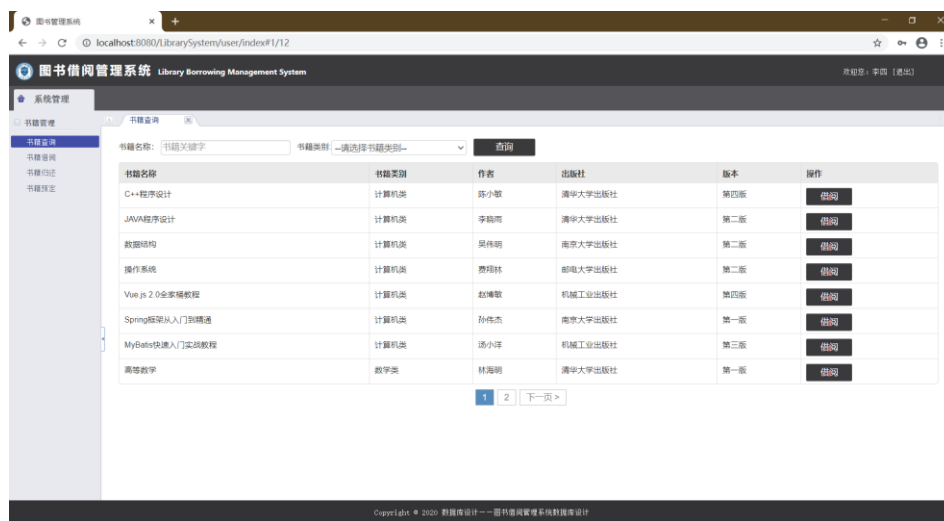 图书管理系统
localhost:8080/LibrarySystem/user/index#1/12
图书借阅管理系统 Library Borrowing Management System
欢迎您：李四 [退出]
系统管理
书籍管理
书籍查询
书籍查询
书籍借阅
书籍归还
书籍预定
书籍名称： 书籍关键字 书籍类别： --请选择书籍类别-- 查询
书籍名称 书籍类别 作者 出版社 版本 操作
C++程序设计 计算机类 陈小敏 清华大学出版社 第四版 借阅
JAVA程序设计 计算机类 李晓雨 清华大学出版社 第二版 借阅
数据结构 计算机类 吴伟明 南京大学出版社 第二版 借阅
操作系统 计算机类 费翔林 邮电大学出版社 第二版 借阅
Vue.js 2.0全家桶教程 计算机类 赵博敏 机械工业出版社 第四版 借阅
Spring框架从入门到精通 计算机类 孙伟杰 南京大学出版社 第一版 借阅
MyBatis快速入门实战教程 计算机类 汤小洋 机械工业出版社 第三版 借阅
高等数学 数学类 林海明 清华大学出版社 第一版 借阅
1 2 下一页 >
Copyright © 2020 数据库设计——图书借阅管理系统数据库设计